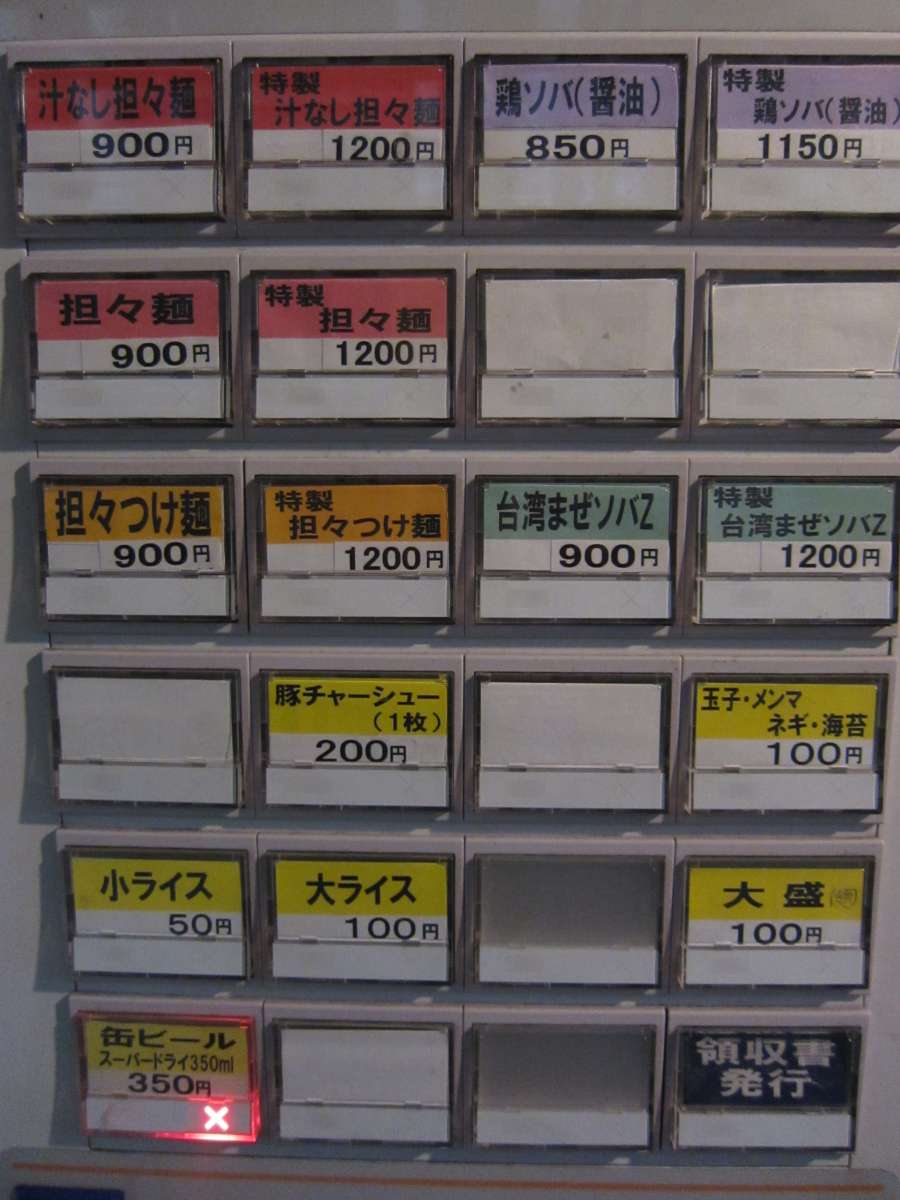 汁なし担々麺
900円
特製
汁なし担々麺
1200円
鶏ソバ(醤油)
850円
特製
鶏ソバ(醤油)
1150円
担々麺
900円
特製
担々麺
1200円
担々つけ麺
900円
特製
担々つけ麺
1200円
台湾まぜソバZ
900円
特製
台湾まぜソバZ
1200円
豚チャーシュー
(1枚)
200円
玉子・メンマ
ネギ・海苔
100円
小ライス
50円
大ライス
100円
大盛
100円
缶ビール
スーパードライ350ml
350円
×
領収書
発行